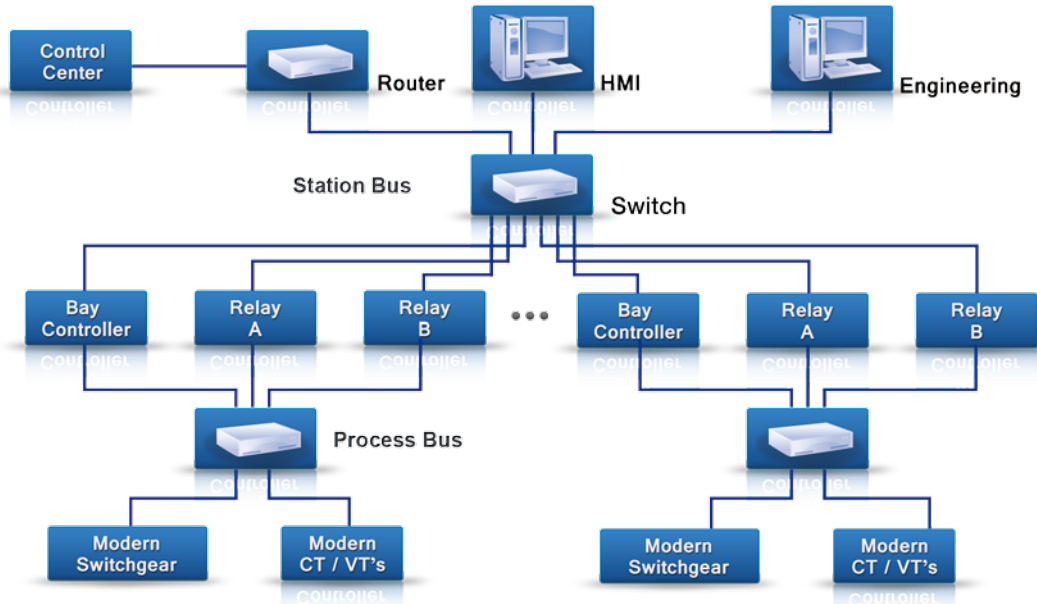 Control
Center
Router
HMI
Engineering
Station Bus
Switch
Bay
Controller
Relay
A
Relay
B
Bay
Controller
Relay
A
Relay
B
Process Bus
Modern
Switchgear
Modern
CT / VT's
Modern
Switchgear
Modern
CT / VT's